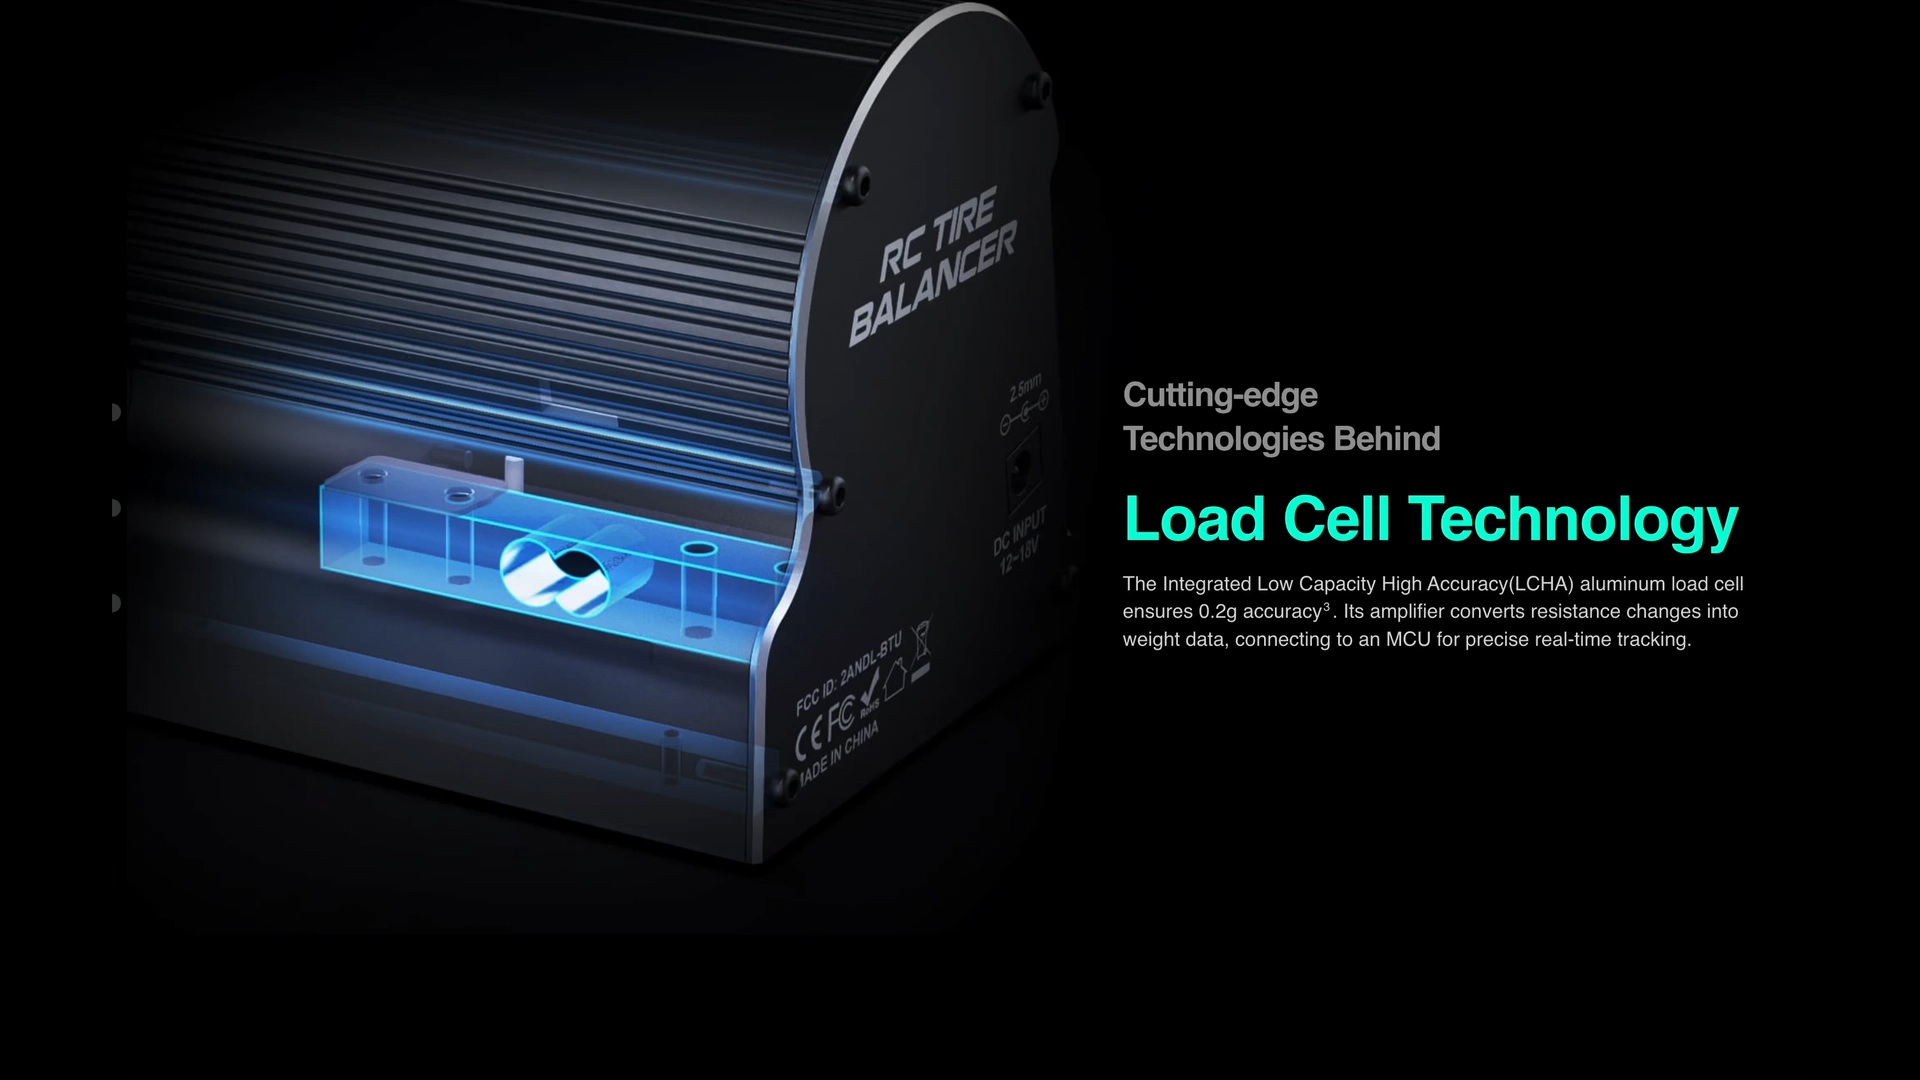 RC TIRE
BALANCER
2.5mm
DC INPUT
12-18V
FCC ID: 2ANDL-BTU
CE FC RoHS
MADE IN CHINA
Cutting-edge
Technologies Behind
Load Cell Technology
The Integrated Low Capacity High Accuracy(LCHA) aluminum load cell
ensures 0.2g accuracy³. Its amplifier converts resistance changes into
weight data, connecting to an MCU for precise real-time tracking.